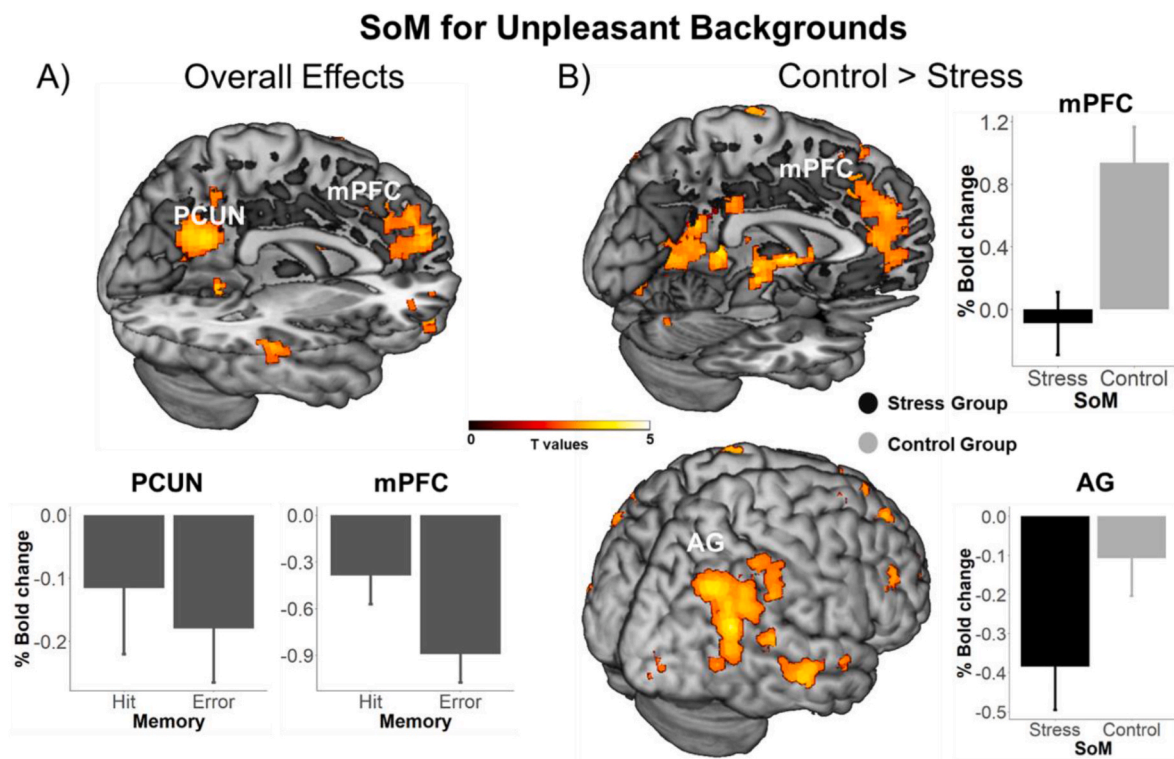 SoM for Unpleasant Backgrounds
A) Overall Effects
B) Control > Stress
PCUN
mPFC
0 5
T values
PCUN
% Bold change
0.0
-0.1
-0.2
Hit Error
Memory
mPFC
0.0
-0.3
-0.6
-0.9
Hit Error
Memory
mPFC
mPFC
% Bold change
1.2
0.8
0.4
0.0
Stress Control
SoM
Stress Group
Control Group
AG
AG
% Bold change
0.0
-0.1
-0.2
-0.3
-0.4
-0.5
Stress Control
SoM